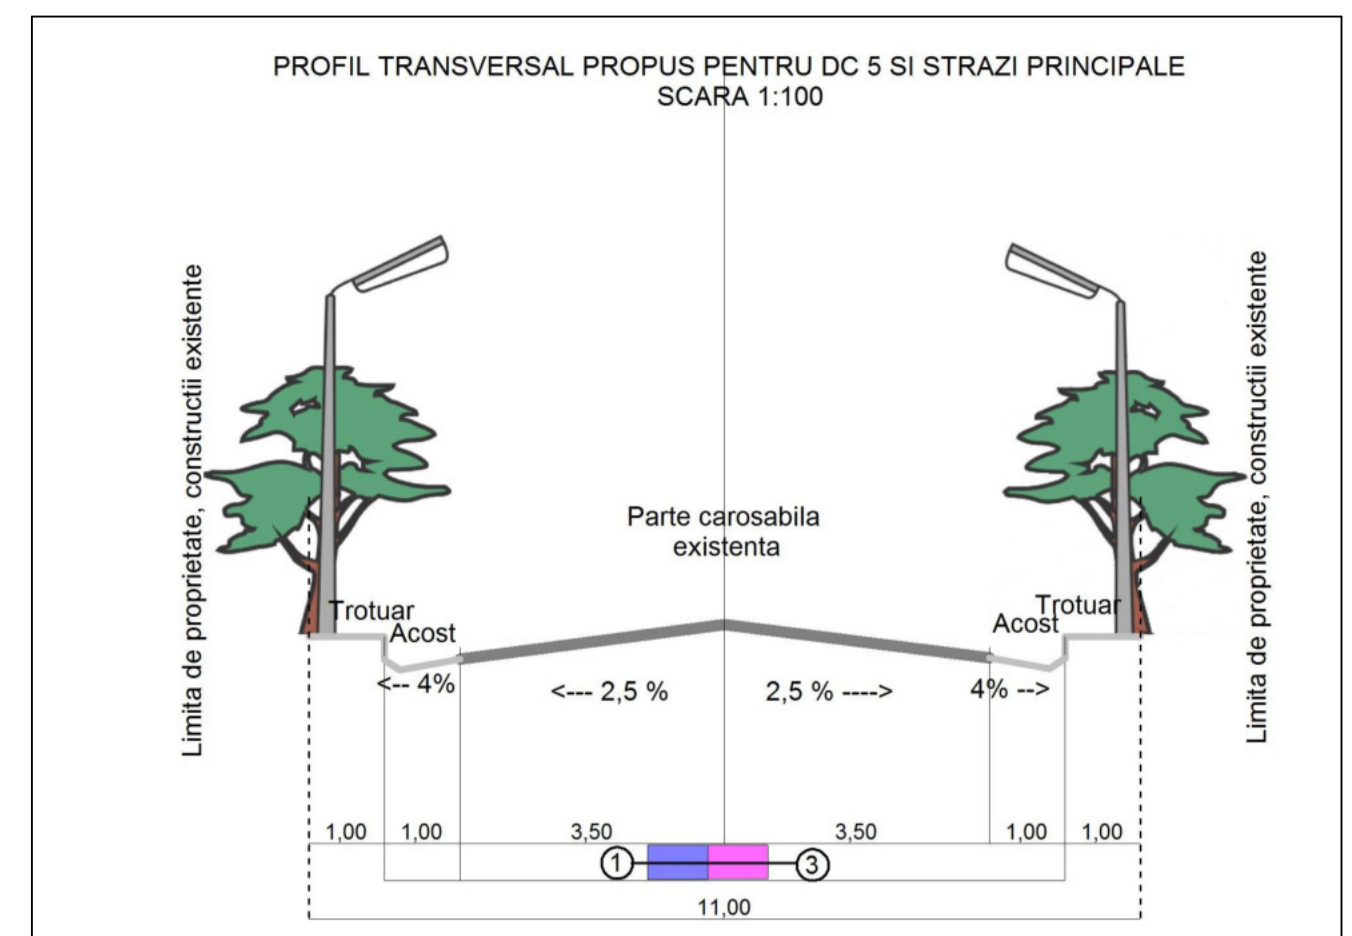 PROFIL TRANSVERSAL PROPUS PENTRU DC 5 SI STRAZI PRINCIPALE
SCARA 1:100
Limita de proprietate, constructii existente
Limita de proprietate, constructii existente
Parte carosabila
existenta
Trotuar
Acost
Trotuar
Acost
<-- 4%
<--- 2,5 %
2,5 % ---->
4% -->
1,00
1,00
3,50
3,50
1,00
1,00
1
3
11,00